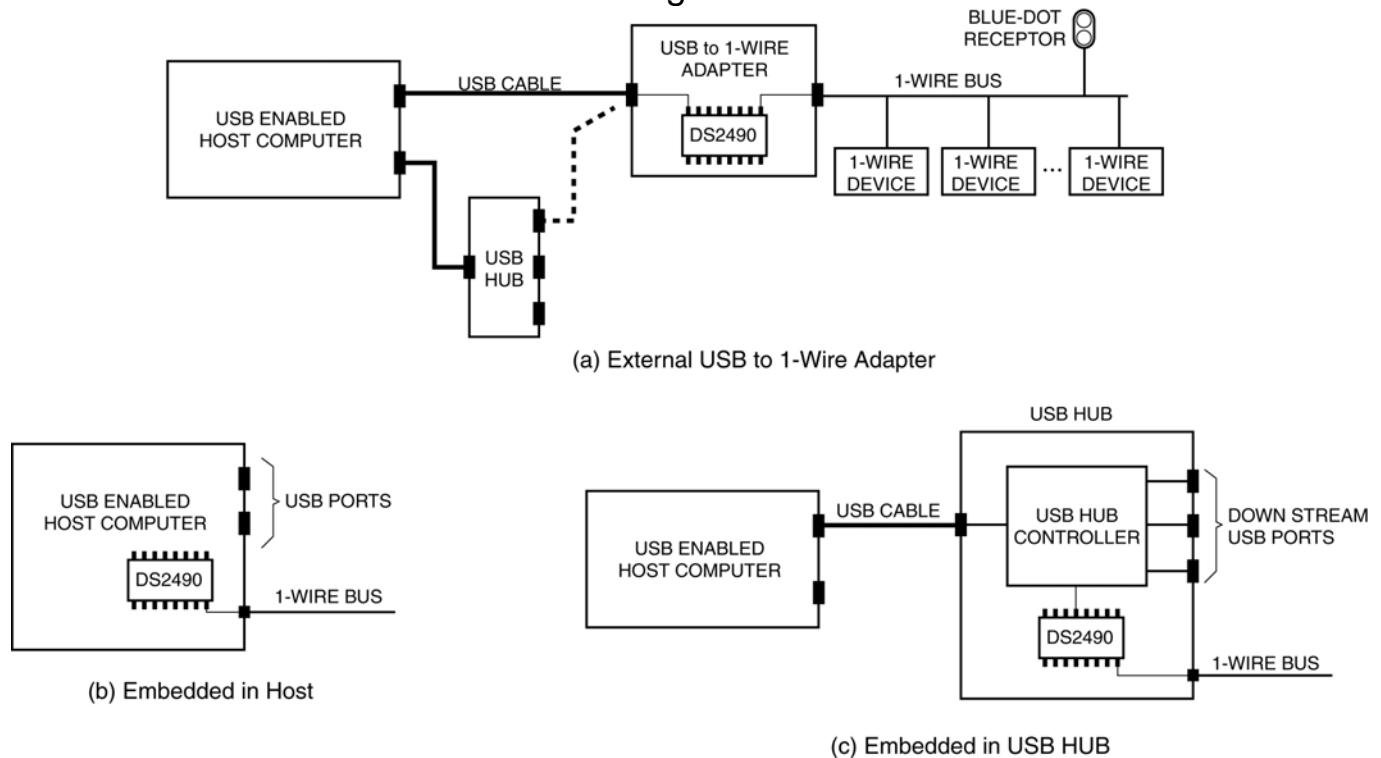 BLUE-DOT
RECEPTOR
USB to 1-WIRE
ADAPTER
USB CABLE
1-WIRE BUS
USB ENABLED
HOST COMPUTER
DS2490
1-WIRE
DEVICE
1-WIRE
DEVICE
...
1-WIRE
DEVICE
USB
HUB
(a) External USB to 1-Wire Adapter
USB ENABLED
HOST COMPUTER
USB PORTS
DS2490
1-WIRE BUS
(b) Embedded in Host
USB HUB
USB CABLE
USB ENABLED
HOST COMPUTER
USB HUB
CONTROLLER
DOWN STREAM
USB PORTS
DS2490
1-WIRE BUS
(c) Embedded in USB HUB